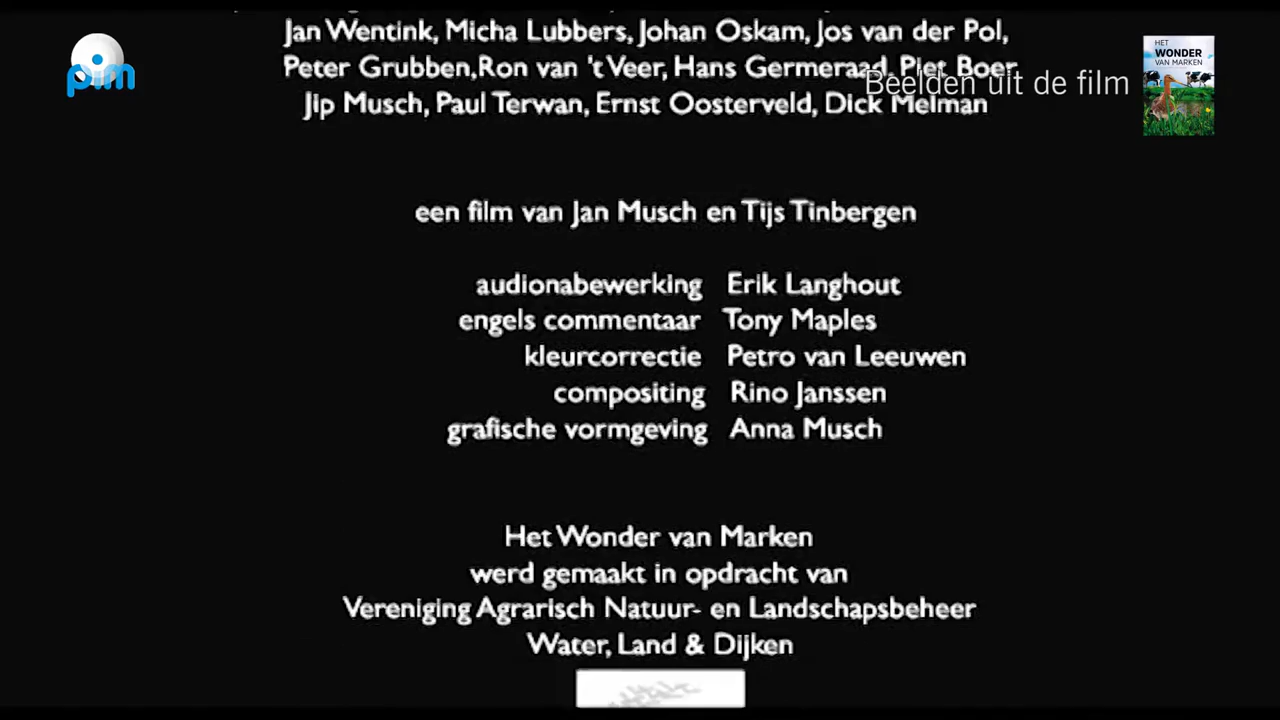 Jan Wentink, Micha Lubbers, Johan Oskam, Jos van der Pol,
Peter Grubben, Ron van 't Veer, Hans Germeraad, Piet Boer
Jip Musch, Paul Terwan, Ernst Oosterveld, Dick Melman
pim
Beelden uit de film
HET
WONDER
VAN MARKEN
een film van Jan Musch en Tijs Tinbergen
audionabewerking Erik Langhout
engels commentaar Tony Maples
kleurcorrectie Petro van Leeuwen
compositing Rino Janssen
grafische vormgeving Anna Musch
Het Wonder van Marken
werd gemaakt in opdracht van
Vereniging Agrarisch Natuur- en Landschapsbeheer
Water, Land & Dijken